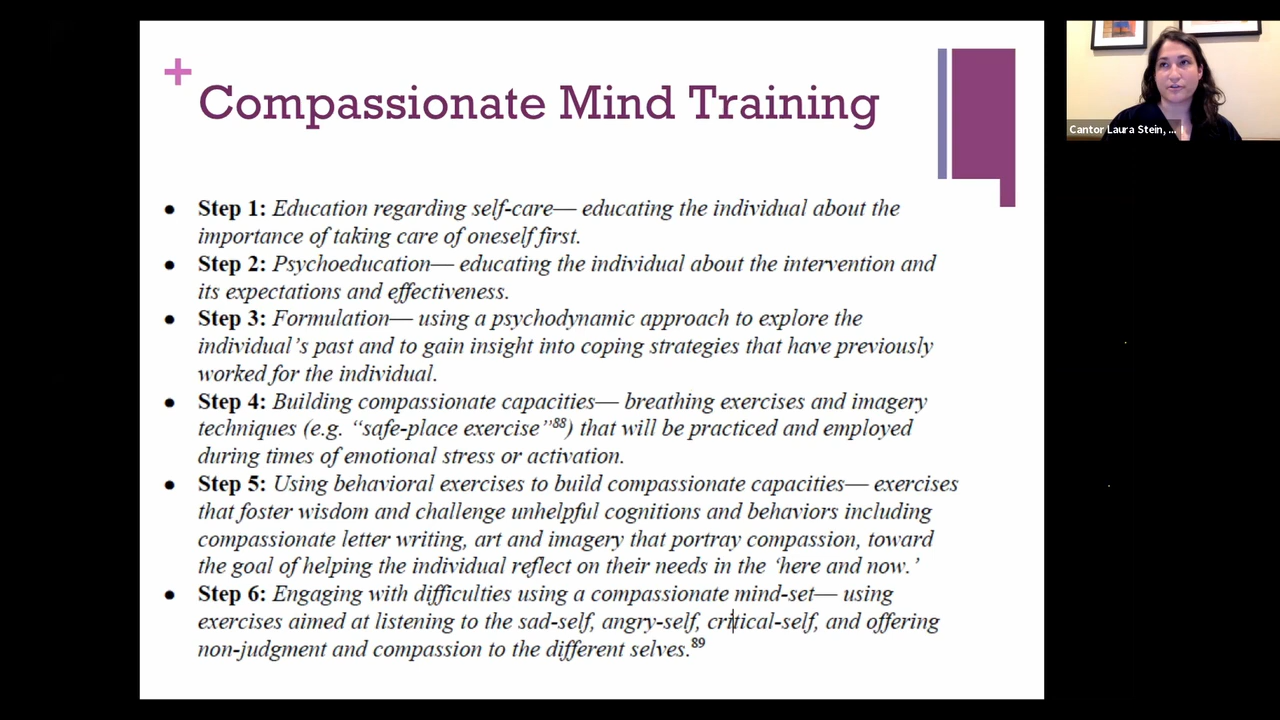 +
Compassionate Mind Training
Cantor Laura Stein, ...
● Step 1: Education regarding self-care— educating the individual about the
importance of taking care of oneself first.
● Step 2: Psychoeducation— educating the individual about the intervention and
its expectations and effectiveness.
● Step 3: Formulation— using a psychodynamic approach to explore the
individual’s past and to gain insight into coping strategies that have previously
worked for the individual.
● Step 4: Building compassionate capacities— breathing exercises and imagery
techniques (e.g. “safe-place exercise”⁸⁸) that will be practiced and employed
during times of emotional stress or activation.
● Step 5: Using behavioral exercises to build compassionate capacities— exercises
that foster wisdom and challenge unhelpful cognitions and behaviors including
compassionate letter writing, art and imagery that portray compassion, toward
the goal of helping the individual reflect on their needs in the ‘here and now.’
● Step 6: Engaging with difficulties using a compassionate mind-set— using
exercises aimed at listening to the sad-self, angry-self, critical-self, and offering
non-judgment and compassion to the different selves.⁸⁹